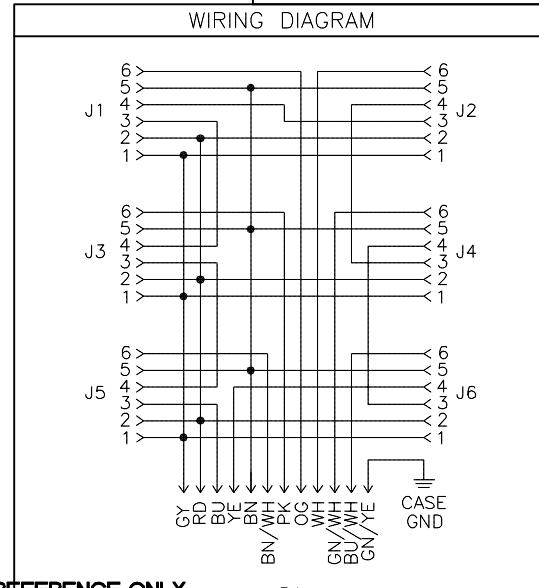 WIRING DIAGRAM
6 6
5 5
J1 4 4 J2
3 3
2 2
1 1
6 6
5 5
J3 4 4 J4
3 3
2 2
1 1
6 6
5 5
J5 4 4 J6
3 3
2 2
1 1
GY RD BU YE BN BN/WH PK OG WH GN/WH BU/WH GN/YE
CASE
GND
REFERENCE ONLY